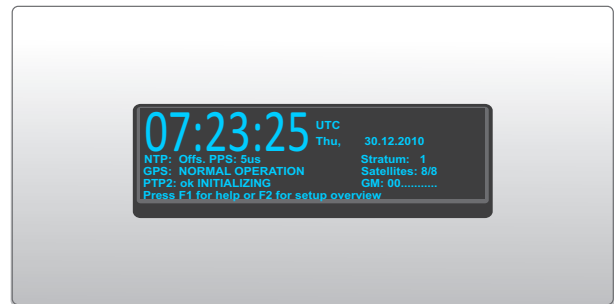 07:23:25 UTC
Thu, 30.12.2010
NTP: Offs. PPS: 5us Stratum: 1
GPS: NORMAL OPERATION Satellites: 8/8
PTP2: ok INITIALIZING GM: 00...........
Press F1 for help or F2 for setup overview